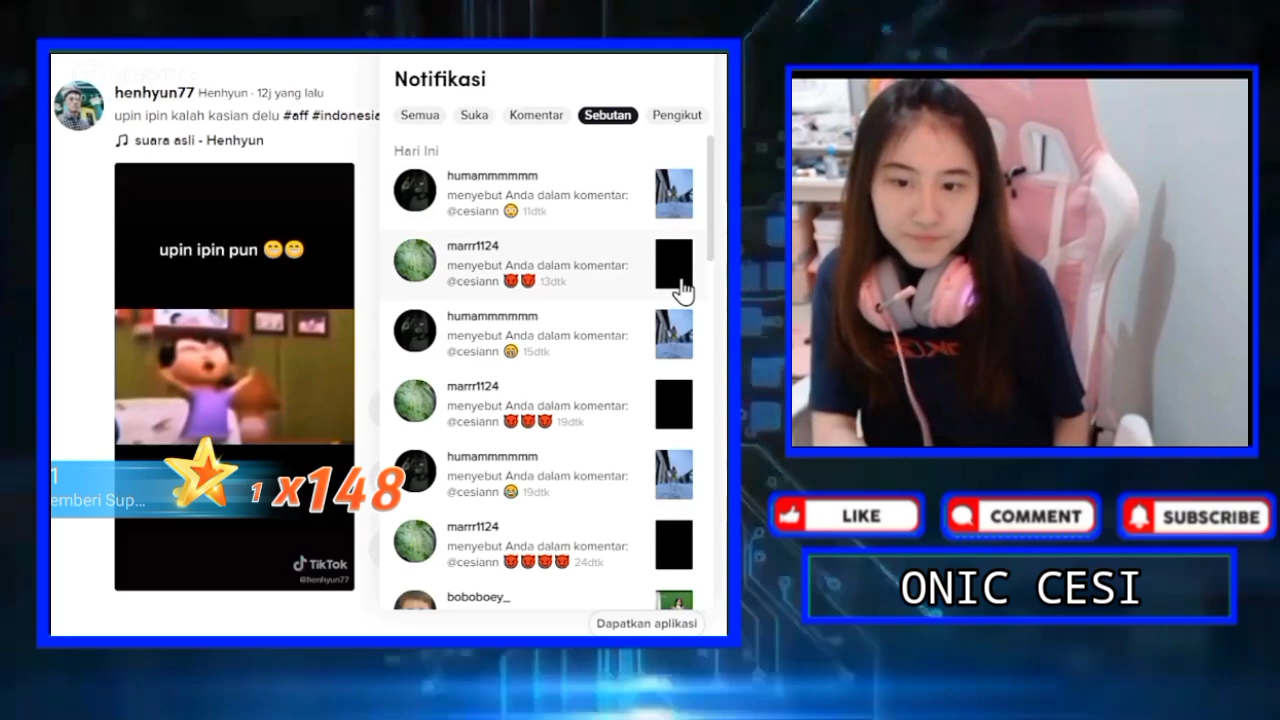 henhyun77 Henhyun · 12j yang lalu
upin ipin kalah kasian delu #aff #indonesia
suara asli - Henhyun
upin ipin pun 😁😁
1
emberi Sup...
1 x148
TikTok
@henhyun77
Notifikasi
Semua Suka Komentar Sebutan Pengikut
Hari Ini
humammmmmm
menyebut Anda dalam komentar:
@cesiann 😳 11dtk
marrr1124
menyebut Anda dalam komentar:
@cesiann 😈😈 13dtk
humammmmmm
menyebut Anda dalam komentar:
@cesiann 😁 15dtk
marrr1124
menyebut Anda dalam komentar:
@cesiann 😈😈😈 19dtk
humammmmmm
menyebut Anda dalam komentar:
@cesiann 😂 19dtk
marrr1124
menyebut Anda dalam komentar:
@cesiann 😈😈😈😈 24dtk
boboboey_
Dapatkan aplikasi
LIKE
COMMENT
SUBSCRIBE
ONIC CESI